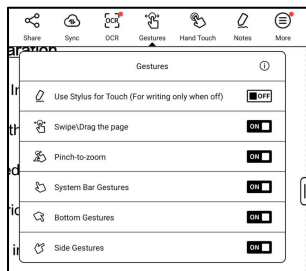 Share Sync OCR Gestures Hand Touch Notes More
OCR
aration
Gestures
Use Stylus for Touch (For writing only when off) OFF
Swipe\Drag the page ON
Pinch-to-zoom ON
System Bar Gestures ON
Bottom Gestures ON
Side Gestures ON